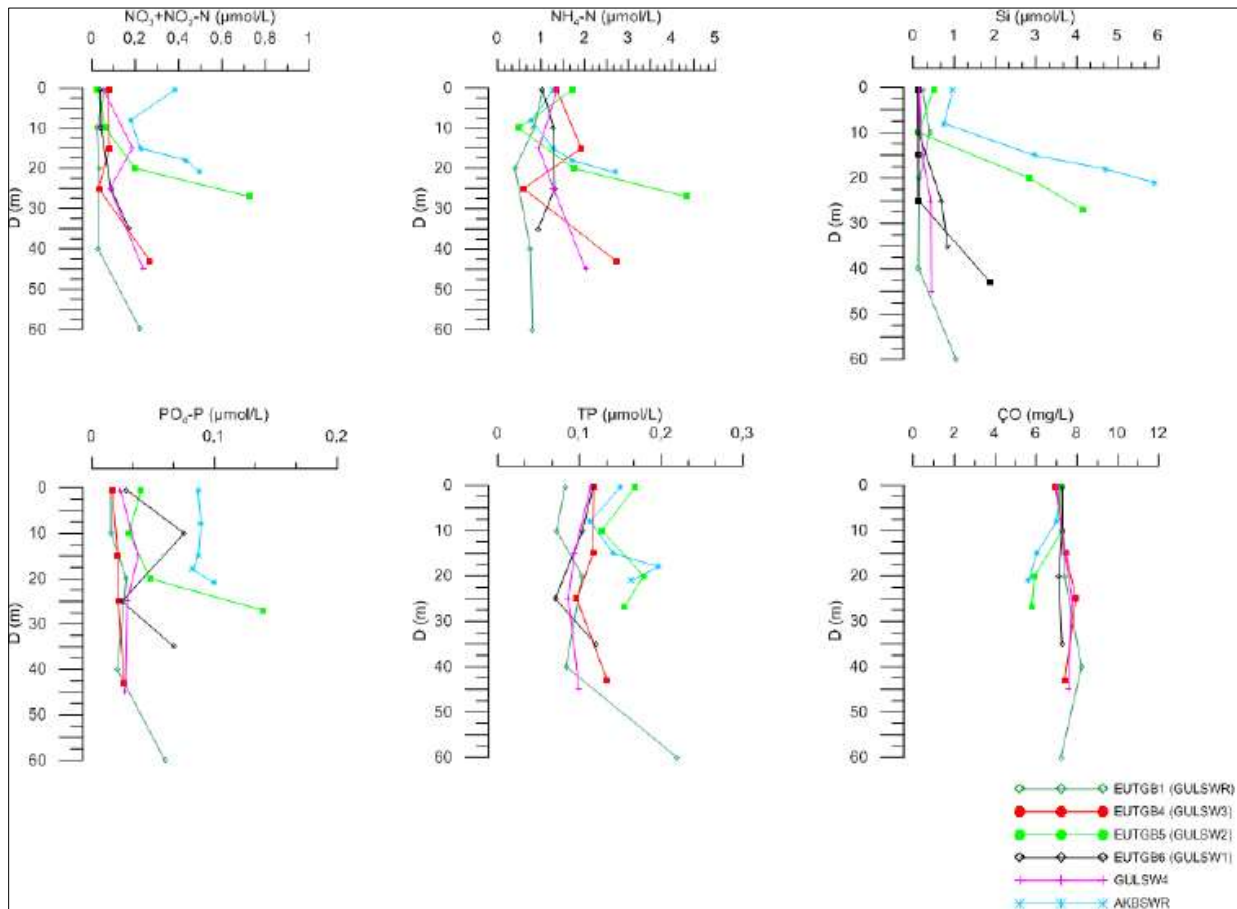 NO₃+NO₂-N (µmol/L)
0 0,2 0,4 0,6 0,8 1
0
10
20
30
40
50
60
D (m)
NH₄-N (µmol/L)
0 1 2 3 4 5
0
10
20
30
40
50
60
D (m)
Si (µmol/L)
0 1 2 3 4 5 6
0
10
20
30
40
50
60
D (m)
PO₄-P (µmol/L)
0 0,1 0,2
0
10
20
30
40
50
60
D (m)
TP (µmol/L)
0 0,1 0,2 0,3
0
10
20
30
40
50
60
D (m)
ÇO (mg/L)
0 2 4 6 8 10 12
0
10
20
30
40
50
60
D (m)
EUTGB1 (GULSWR)
EUTGB4 (GULSW3)
EUTGB5 (GULSW2)
EUTGB6 (GULSW1)
GULSW4
AKBSWR